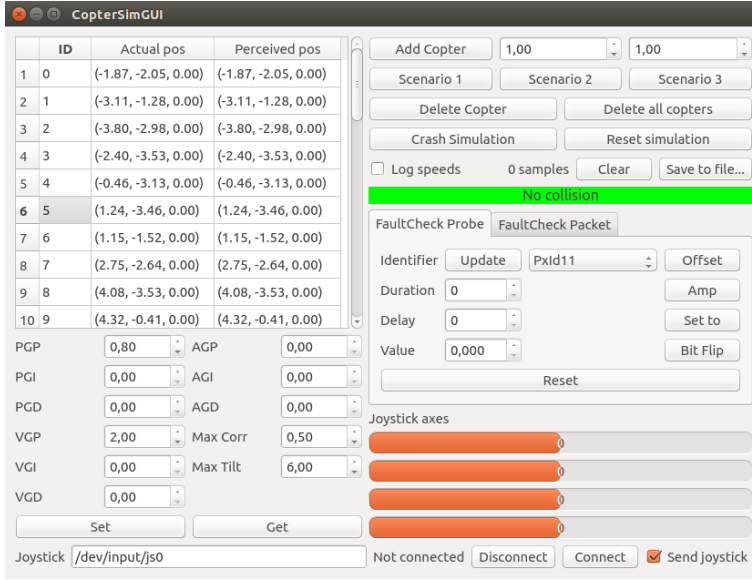 CopterSimGUI
ID Actual pos Perceived pos
1 0 (-1.87, -2.05, 0.00) (-1.87, -2.05, 0.00)
2 1 (-3.11, -1.28, 0.00) (-3.11, -1.28, 0.00)
3 2 (-3.80, -2.98, 0.00) (-3.80, -2.98, 0.00)
4 3 (-2.40, -3.53, 0.00) (-2.40, -3.53, 0.00)
5 4 (-0.46, -3.13, 0.00) (-0.46, -3.13, 0.00)
6 5 (1.24, -3.46, 0.00) (1.24, -3.46, 0.00)
7 6 (1.15, -1.52, 0.00) (1.15, -1.52, 0.00)
8 7 (2.75, -2.64, 0.00) (2.75, -2.64, 0.00)
9 8 (4.08, -3.53, 0.00) (4.08, -3.53, 0.00)
10 9 (4.32, -0.41, 0.00) (4.32, -0.41, 0.00)
PGP 0,80 AGP 0,00
PGI 0,00 AGI 0,00
PGD 0,00 AGD 0,00
VGP 2,00 Max Corr 0,50
VGI 0,00 Max Tilt 6,00
VGD 0,00
Set Get
Joystick /dev/input/js0
Add Copter 1,00 1,00
Scenario 1 Scenario 2 Scenario 3
Delete Copter Delete all copters
Crash Simulation Reset simulation
Log speeds 0 samples Clear Save to file...
No collision
FaultCheck Probe FaultCheck Packet
Identifier Update PxId11 Offset
Duration 0 Amp
Delay 0 Set to
Value 0,000 Bit Flip
Reset
Joystick axes
0
0
0
0
Not connected Disconnect Connect Send joystick